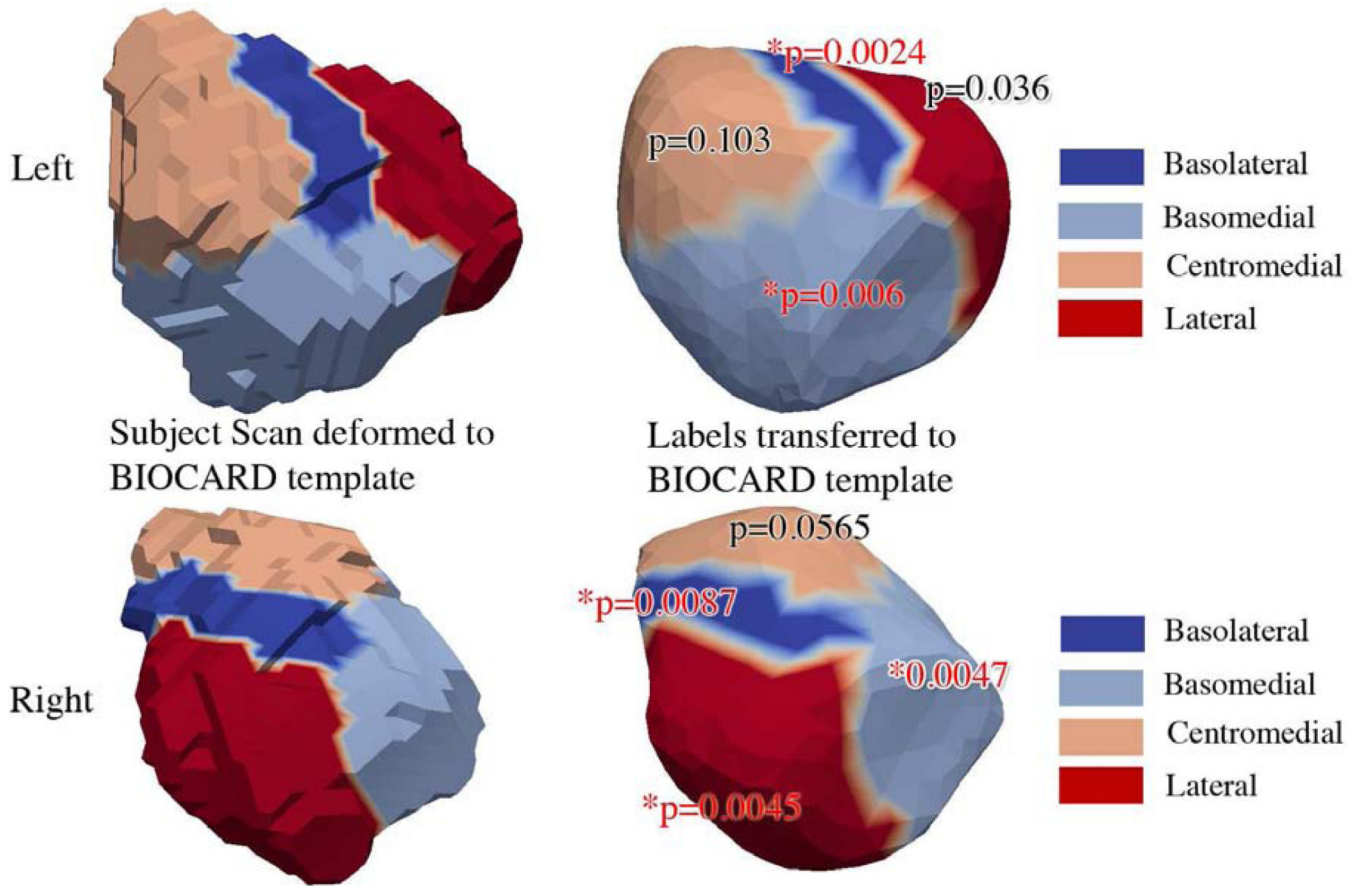 *p=0.0024
p=0.036
p=0.103
Left
Basolateral
Basomedial
Centromedial
Lateral
*p=0.006
Subject Scan deformed to
BIOCARD template
Labels transferred to
BIOCARD template
p=0.0565
*p=0.0087
*0.0047
Right
*p=0.0045
Basolateral
Basomedial
Centromedial
Lateral